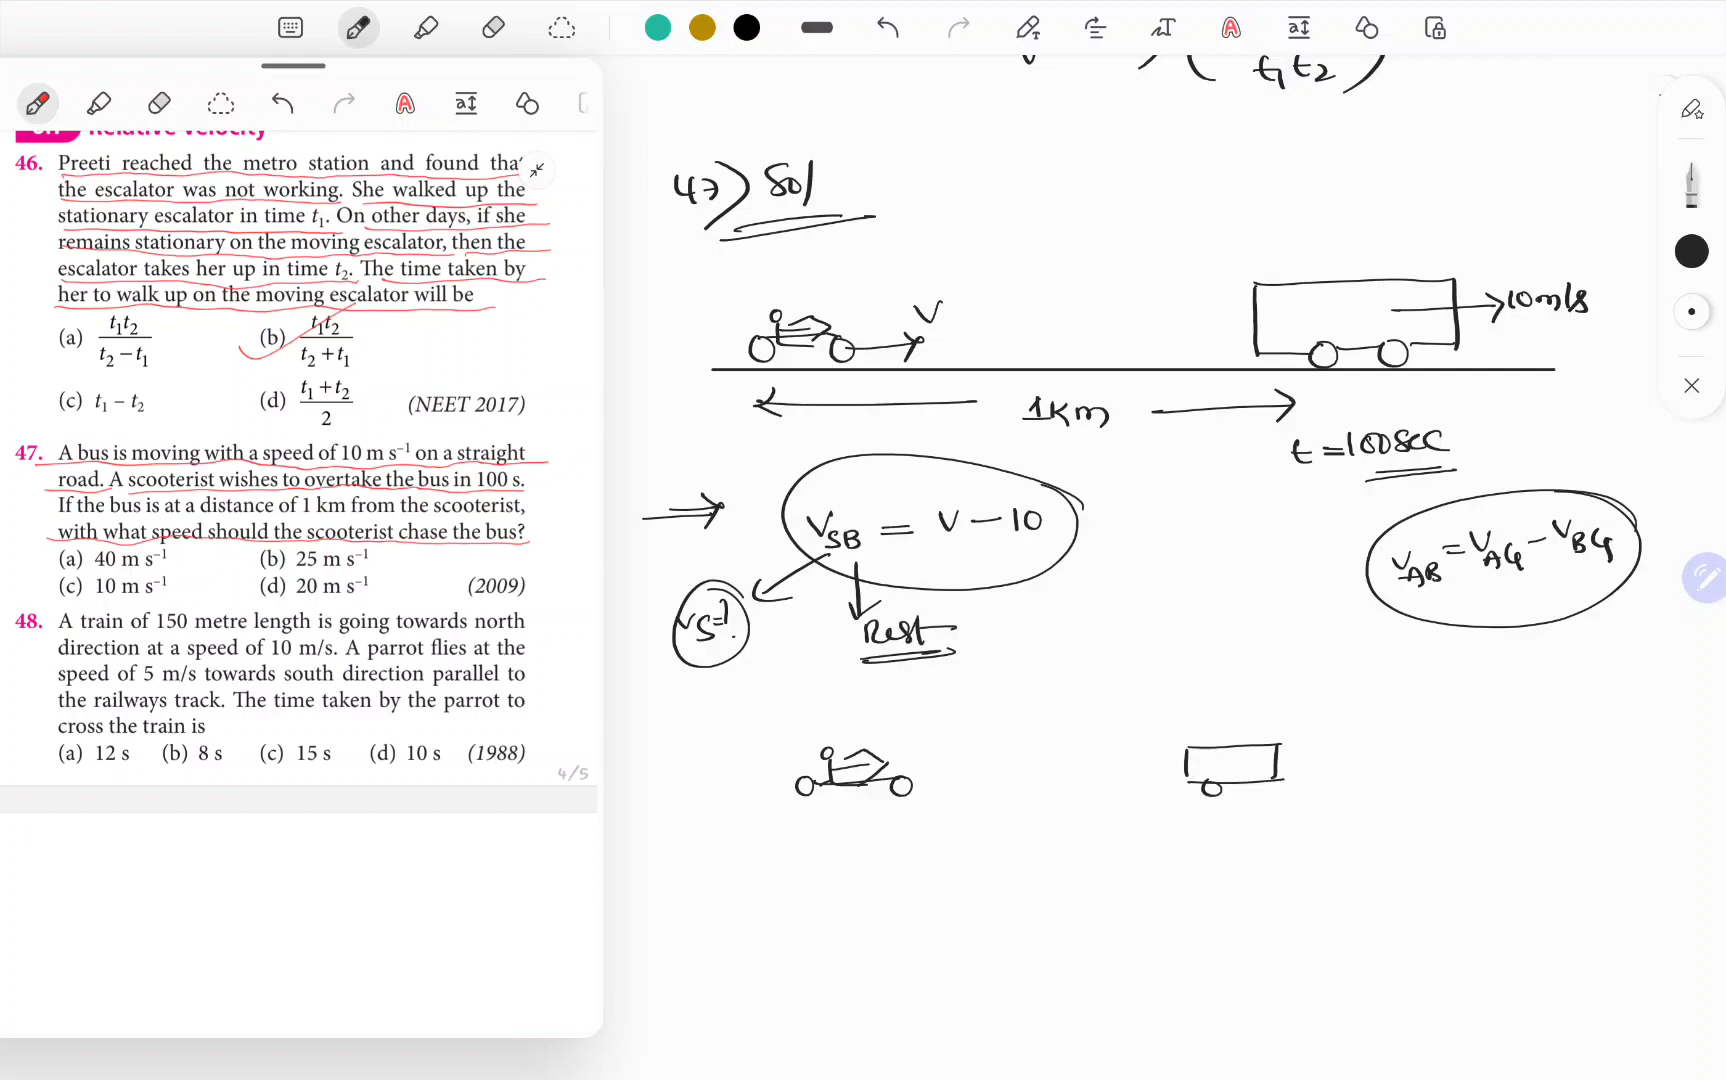 Relative Velocity
46. Preeti reached the metro station and found
the escalator was not working. She walked up the
stationary escalator in time t₁. On other days, if she
remains stationary on the moving escalator, then the
escalator takes her up in time t₂. The time taken by
her to walk up on the moving escalator will be
(a) t₁t₂ / t₂ – t₁ (b) t₁t₂ / t₂ + t₁
(c) t₁ – t₂ (d) t₁ + t₂ / 2 (NEET 2017)
47. A bus is moving with a speed of 10 m s⁻¹ on a straight
road. A scooterist wishes to overtake the bus in 100 s.
If the bus is at a distance of 1 km from the scooterist,
with what speed should the scooterist chase the bus?
(a) 40 m s⁻¹ (b) 25 m s⁻¹
(c) 10 m s⁻¹ (d) 20 m s⁻¹ (2009)
48. A train of 150 metre length is going towards north
direction at a speed of 10 m/s. A parrot flies at the
speed of 5 m/s towards south direction parallel to
the railways track. The time taken by the parrot to
cross the train is
(a) 12 s (b) 8 s (c) 15 s (d) 10 s (1988)
4/5
t₁t₂
47) Sol
V
10m/s
1Km
t = 100sec
V_SB = V – 10
V_AB = V_AG – V_BG
V_S = ?
Rest